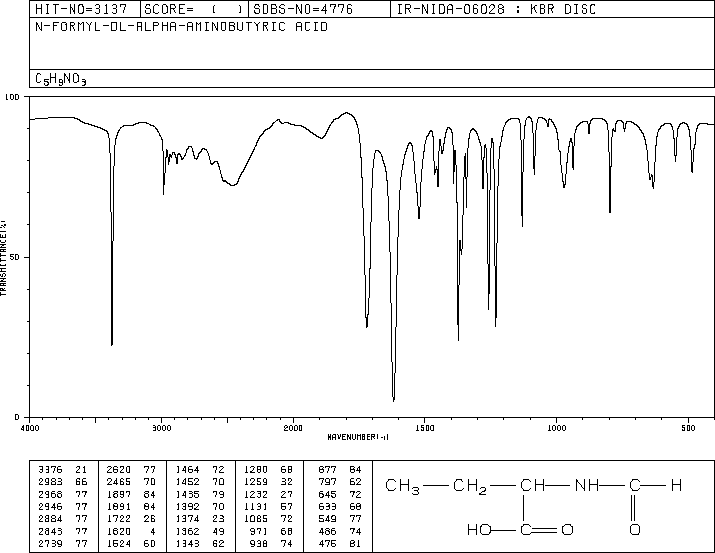 HIT-NO=3137 SCORE= ( ) SDBS-NO=4776 IR-NIDA-06028 : KBR DISC
N-FORMYL-DL-ALPHA-AMINOBUTYRIC ACID
C5H9NO3
100
50
0
TRANSMITTANCE(%)
4000 3000 2000 1500 1000 500
WAVENUMBER(-1)
3376 21 2620 77 1464 72 1280 68 877 84
2983 66 2465 70 1452 70 1259 32 797 62
2968 77 1897 84 1435 79 1232 27 645 72
2946 77 1891 84 1392 70 1131 57 633 68
2884 77 1722 26 1374 23 1085 72 549 77
2843 77 1620 4 1362 49 971 68 486 74
2739 77 1524 60 1343 62 938 74 476 81
CH3 CH2 CH NH C H
HO C O O